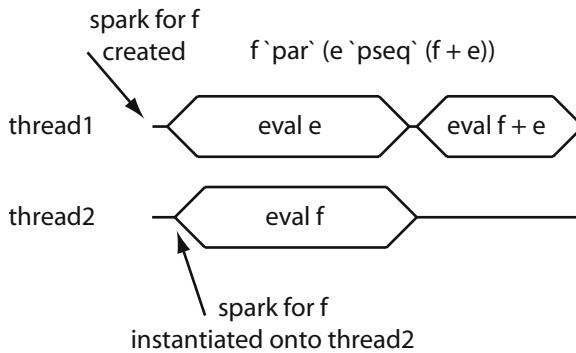 spark for f
created
f `par` (e `pseq` (f + e))
thread1
eval e
eval f + e
thread2
eval f
spark for f
instantiated onto thread2